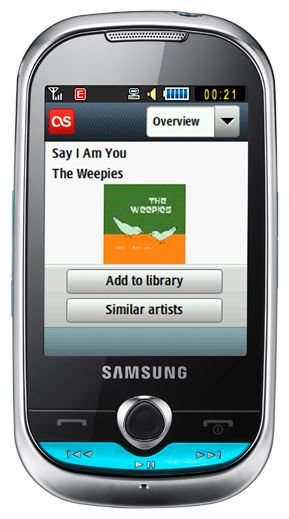 E 00:21
as Overview
Say I Am You
The Weepies
THE
WEEPIES
Add to library
Similar artists
SAMSUNG